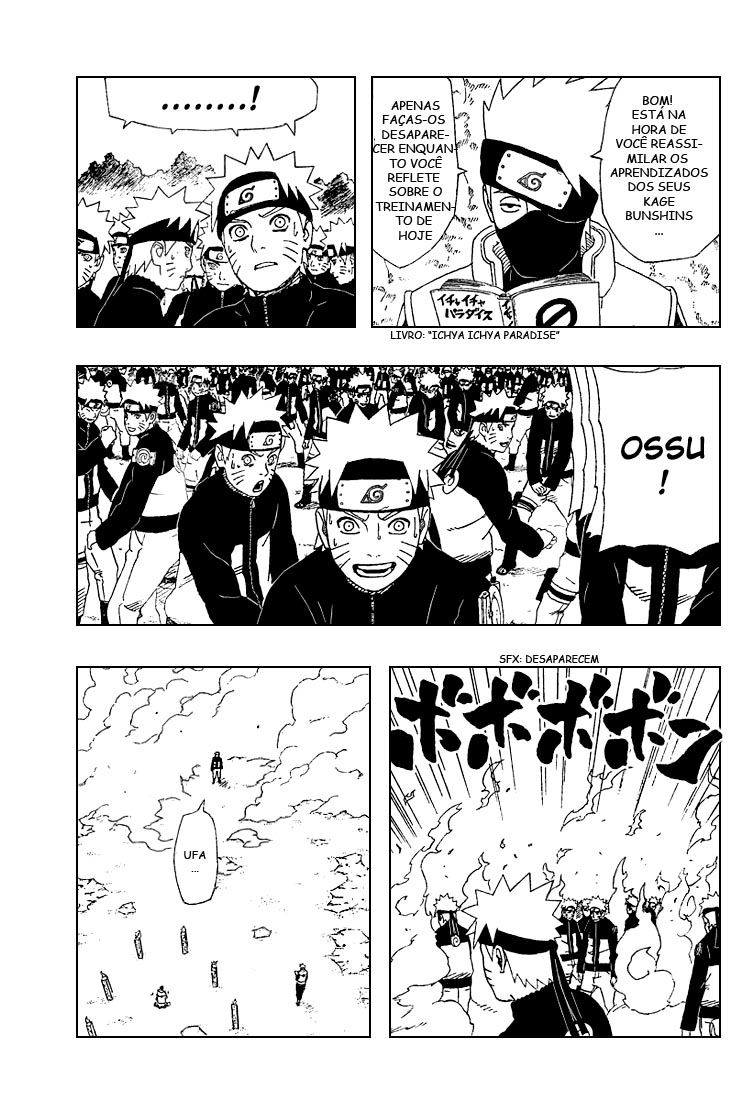 BOM!
ESTÁ NA
HORA DE
VOCÊ REASSI-
MILAR OS
APRENDIZADOS
DOS SEUS
KAGE
BUNSHINS
...
APENAS
FAÇAS-OS
DESAPARE-
CER ENQUAN-
TO VOCÊ
REFLETE
SOBRE O
TREINAMEN-
TO DE
HOJE
イチャイチャ
パラダイス
LIVRO: "ICHYA ICHYA PARADISE"
........!
OSSU
!
SFX: DESAPARECEM
ボボボボン
UFA
...